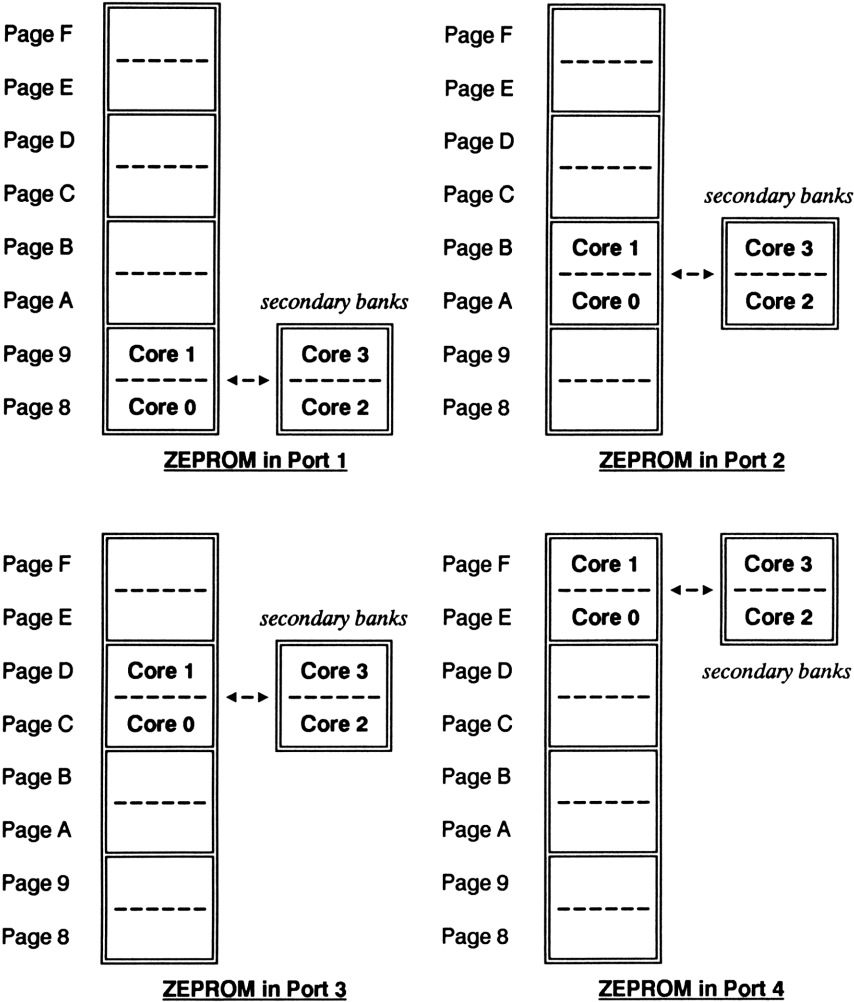 Page F
Page E
Page D
Page C
Page B
Page A
secondary banks
Page 9 Core 1 Core 3
Page 8 Core 0 Core 2
ZEPROM in Port 1
Page F
Page E
Page D
Page C
secondary banks
Page B Core 1 Core 3
Page A Core 0 Core 2
Page 9
Page 8
ZEPROM in Port 2
Page F
Page E
secondary banks
Page D Core 1 Core 3
Page C Core 0 Core 2
Page B
Page A
Page 9
Page 8
ZEPROM in Port 3
Page F Core 1 Core 3
Page E Core 0 Core 2
Page D
secondary banks
Page C
Page B
Page A
Page 9
Page 8
ZEPROM in Port 4